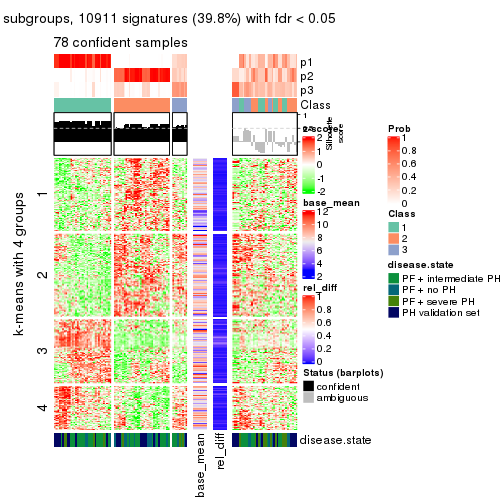 subgroups, 10911 signatures (39.8%) with fdr < 0.05
78 confident samples
p1
p2
p3
Class
1
Silhouette
score
z-score
2
1
0
-1
-2
base_mean
12
10
8
6
4
2
rel_diff
1
0.8
0.6
0.4
0.2
0
Status (barplots)
confident
ambiguous
Prob
1
0.8
0.6
0.4
0.2
0
Class
1
2
3
disease.state
PF + intermediate PH
PF + no PH
PF + severe PH
PH validation set
k-means with 4 groups
1
2
3
4
disease.state
base_mean
rel_diff